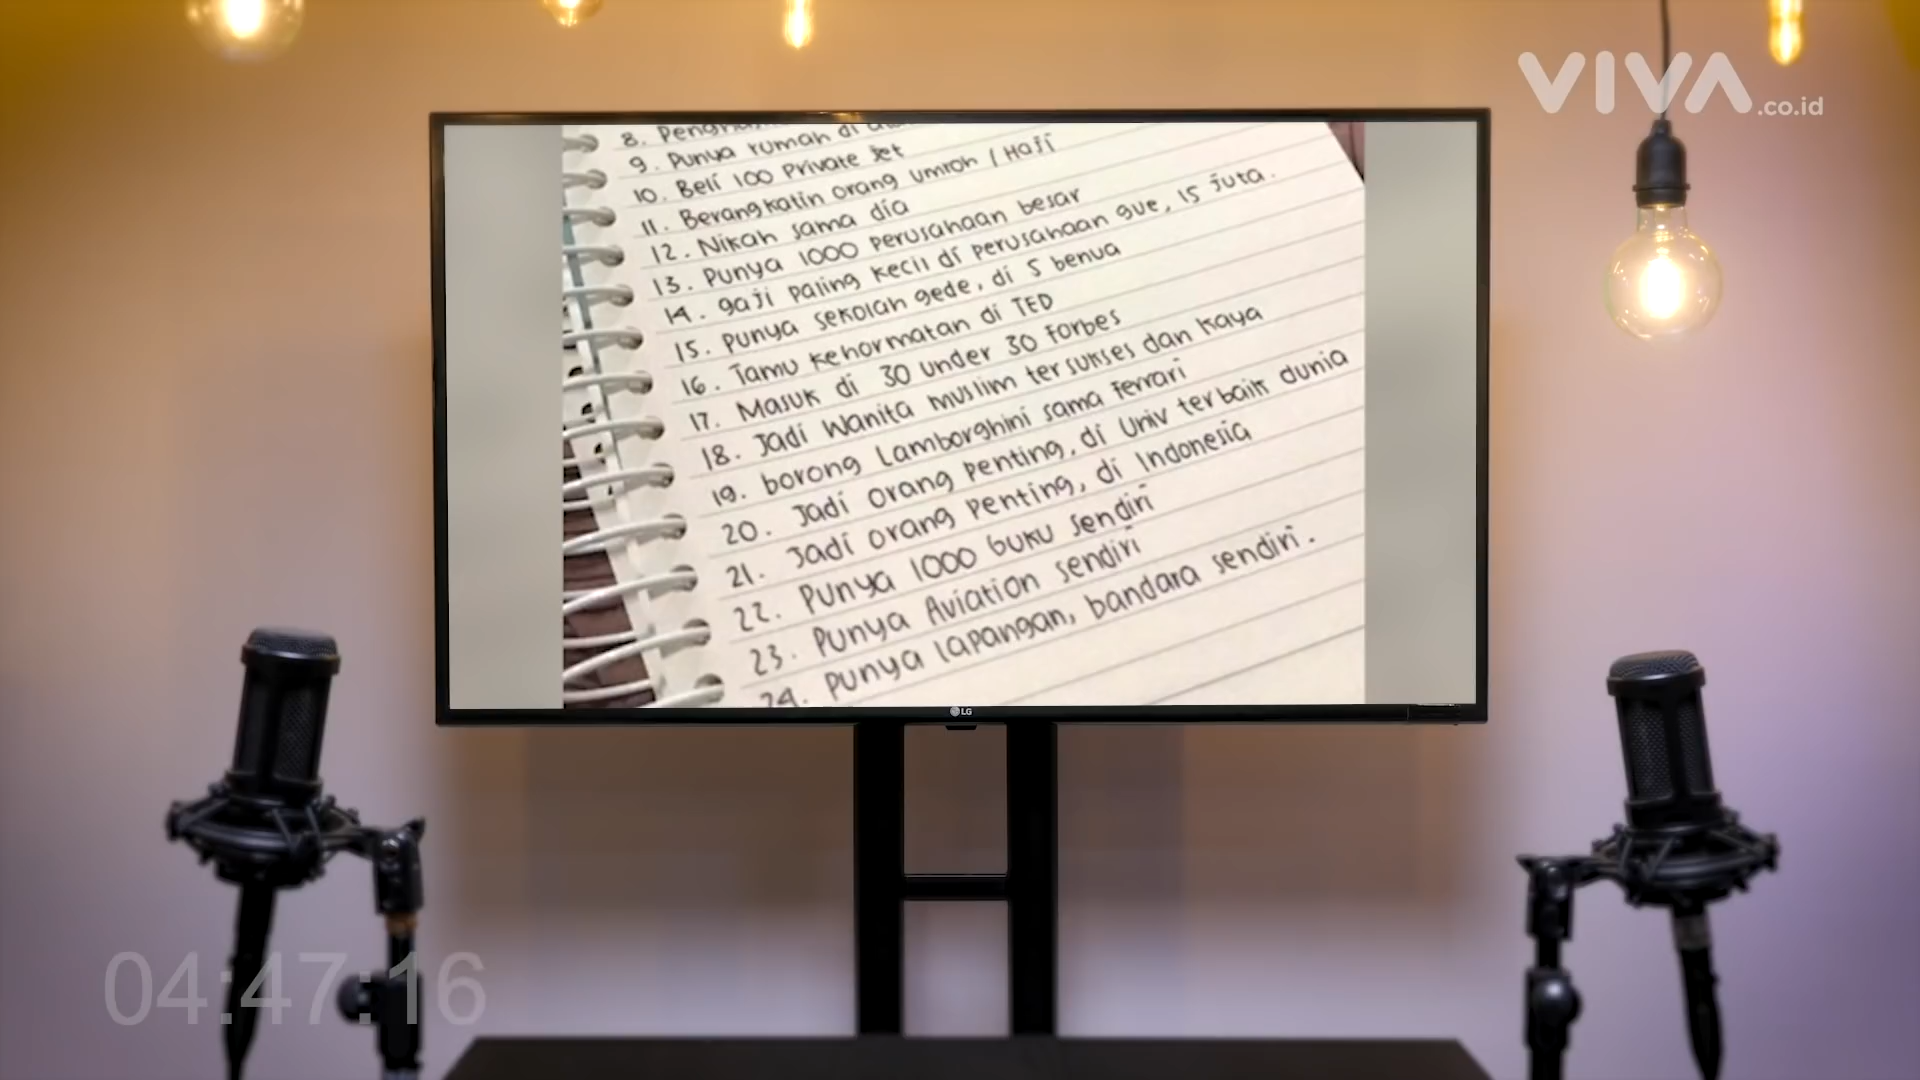 VIVA.co.id
8.
9. Punya rumah di
10. Beli 100 Private Jet
11. Berangkatin orang umroh / Haji
12. Nikah sama dia
13. Punya 1000 perusahaan besar
14. gaji paling kecil di perusahaan gue, 15 juta.
15. Punya sekolah gede, di 5 benua
16. Tamu kehormatan di TED
17. Masuk di 30 under 30 Forbes
18. Jadi Wanita muslim tersukses dan kaya
19. borong Lamborghini sama Ferrari
20. Jadi orang penting, di Univ terbaik dunia
21. Jadi orang penting, di Indonesia
22. Punya 1000 buku sendiri
23. Punya Aviation sendiri
24. Punya lapangan, bandara sendiri.
LG
04:47:16